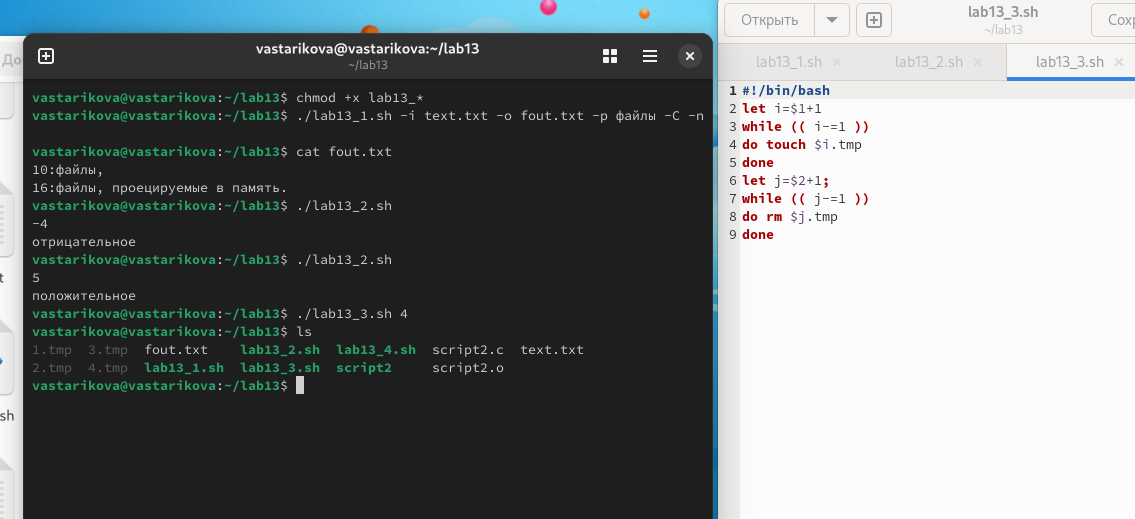 До
t
sh
vastarikova@vastarikova:~/lab13
~/lab13
vastarikova@vastarikova:~/lab13$ chmod +x lab13_*
vastarikova@vastarikova:~/lab13$ ./lab13_1.sh -i text.txt -o fout.txt -p файлы -C -n
vastarikova@vastarikova:~/lab13$ cat fout.txt
10:файлы,
16:файлы, проецируемые в память.
vastarikova@vastarikova:~/lab13$ ./lab13_2.sh
-4
отрицательное
vastarikova@vastarikova:~/lab13$ ./lab13_2.sh
5
положительное
vastarikova@vastarikova:~/lab13$ ./lab13_3.sh 4
vastarikova@vastarikova:~/lab13$ ls
1.tmp 3.tmp fout.txt lab13_2.sh lab13_4.sh script2.c text.txt
2.tmp 4.tmp lab13_1.sh lab13_3.sh script2 script2.o
vastarikova@vastarikova:~/lab13$
Открыть
lab13_3.sh
~/lab13
Сох
lab13_1.sh × lab13_2.sh × lab13_3.sh ×
1 #!/bin/bash
2 let i=$1+1
3 while (( i-=1 ))
4 do touch $i.tmp
5 done
6 let j=$2+1;
7 while (( j-=1 ))
8 do rm $j.tmp
9 done